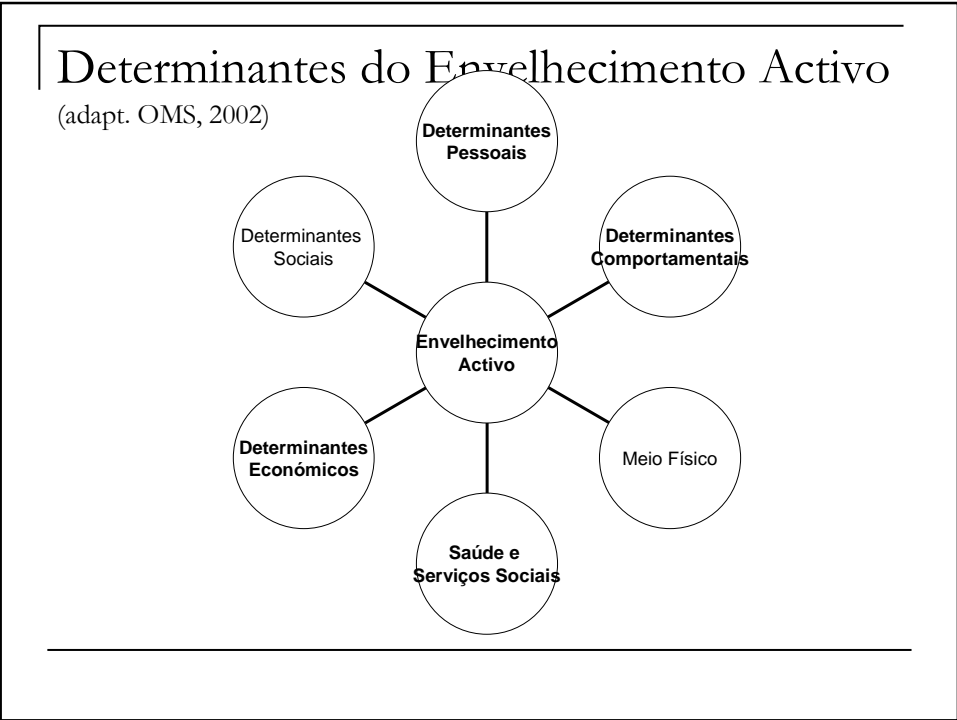 Determinantes do Envelhecimento Activo
(adapt. OMS, 2002)
Determinantes
Pessoais
Determinantes
Sociais
Determinantes
Comportamentais
Envelhecimento
Activo
Determinantes
Económicos
Meio Físico
Saúde e
Serviços Sociais